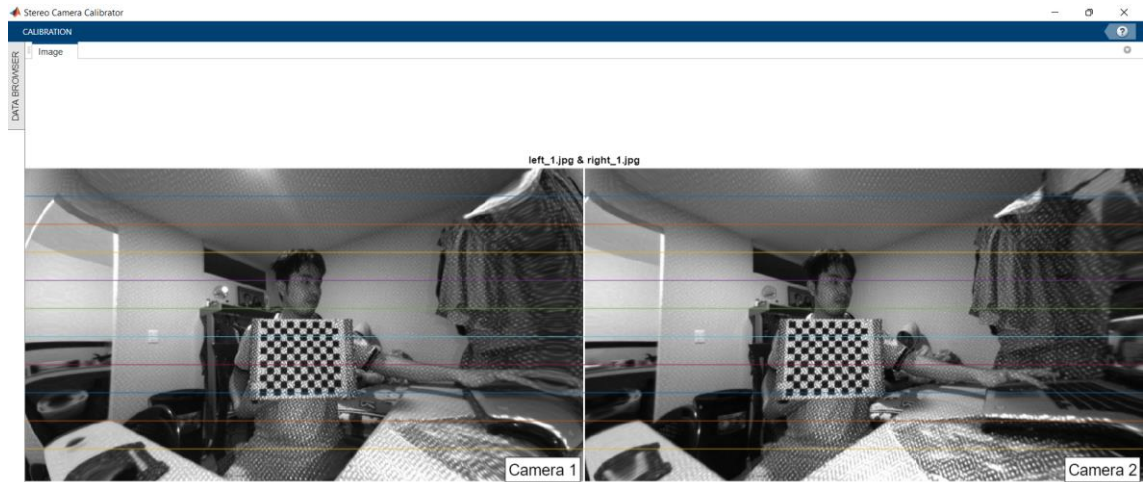 Stereo Camera Calibrator
CALIBRATION
DATA BROWSER
Image
left_1.jpg & right_1.jpg
Camera 1
Camera 2